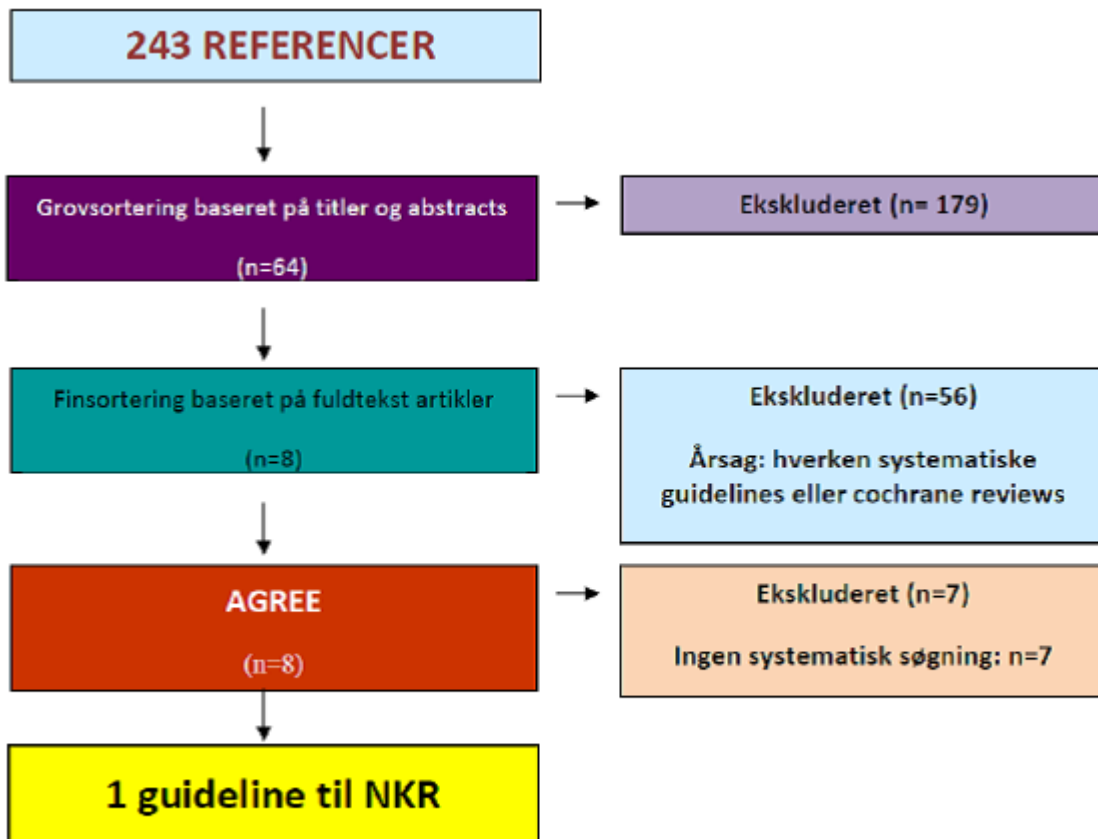 243 REFERENCER
Grovsortering baseret på titler og abstracts
(n=64)
Ekskluderet (n= 179)
Finsortering baseret på fuldtekst artikler
(n=8)
Ekskluderet (n=56)
Årsag: hverken systematiske
guidelines eller cochrane reviews
AGREE
(n=8)
Ekskluderet (n=7)
Ingen systematisk søgning: n=7
1 guideline til NKR